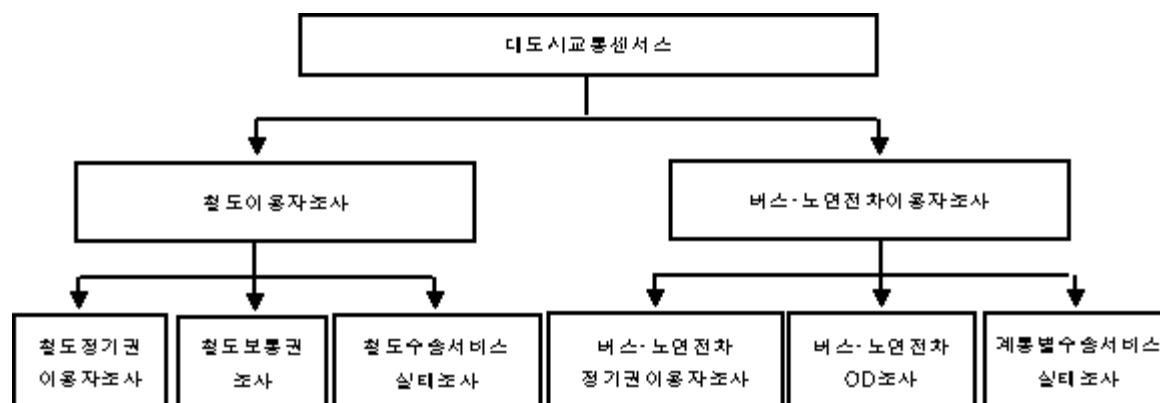 대도시교통센서스
철도이용자조사
버스·노면전차이용자조사
철도정기권
이용자조사
철도보통권
조사
철도수송서비스
실태조사
버스·노면전차
정기권이용자조사
버스·노면전차
OD조사
계통별수송서비스
실태조사